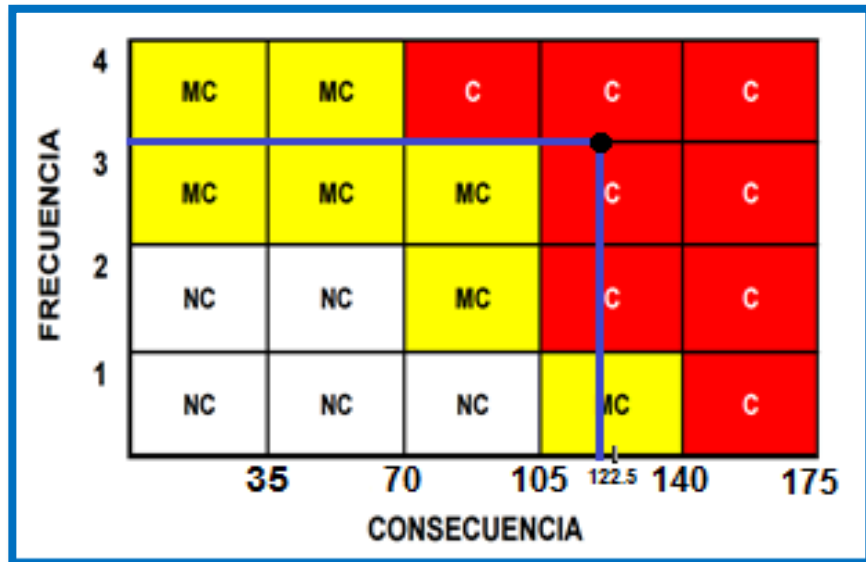 FRECUENCIA
4
MC MC C C C
3
MC MC MC C C
2
NC NC MC C C
1
NC NC NC MC C
35 70 105 122.5 140 175
CONSECUENCIA